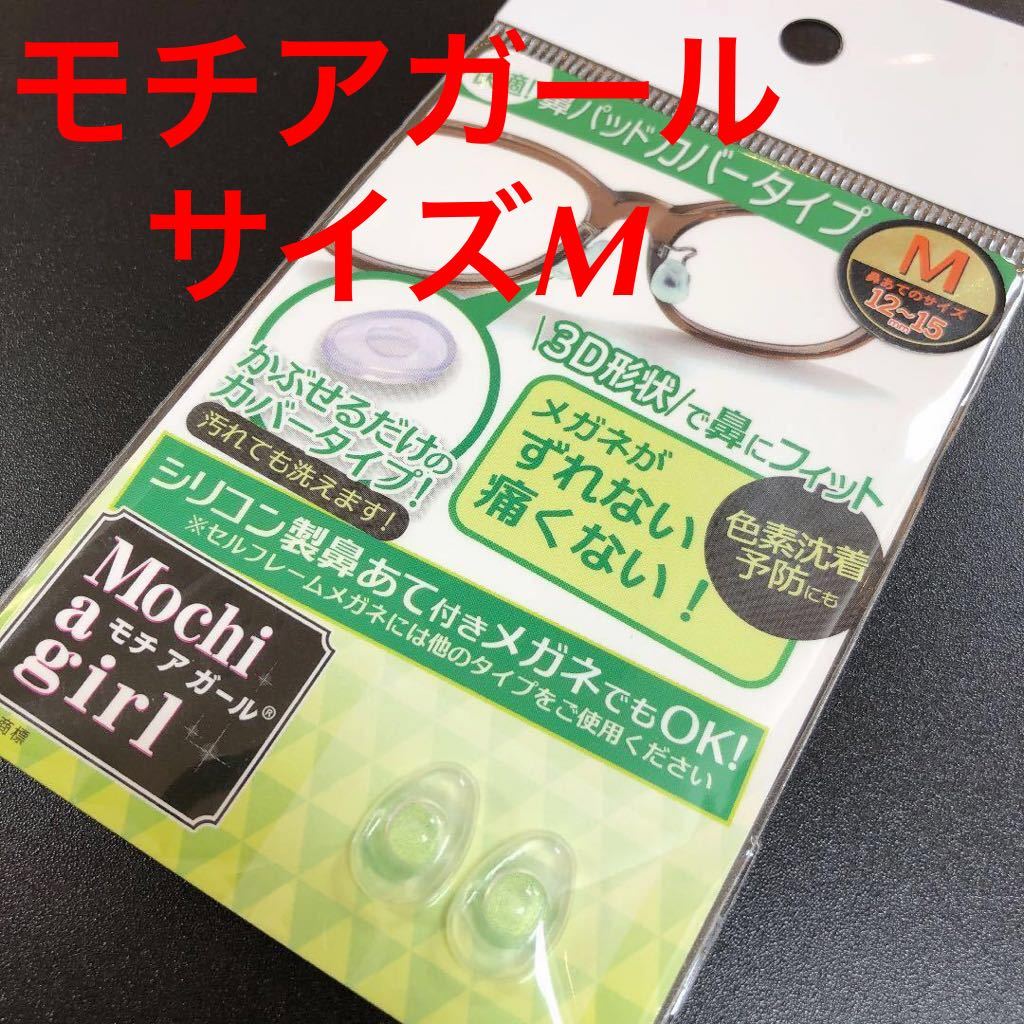 モチアガール
サイズM
快適!鼻パッドカバータイプ
M
鼻あてのサイズ
12~15
mm
3D形状で鼻にフィット
かぶせるだけの
カバータイプ!
汚れても洗えます!
メガネが
ずれない
痛くない!
色素沈着
予防にも
シリコン製鼻あて付きメガネでもOK!
※セルフレームメガネには他のタイプをご使用ください
Mochi
a モチアガール®
girl
商標